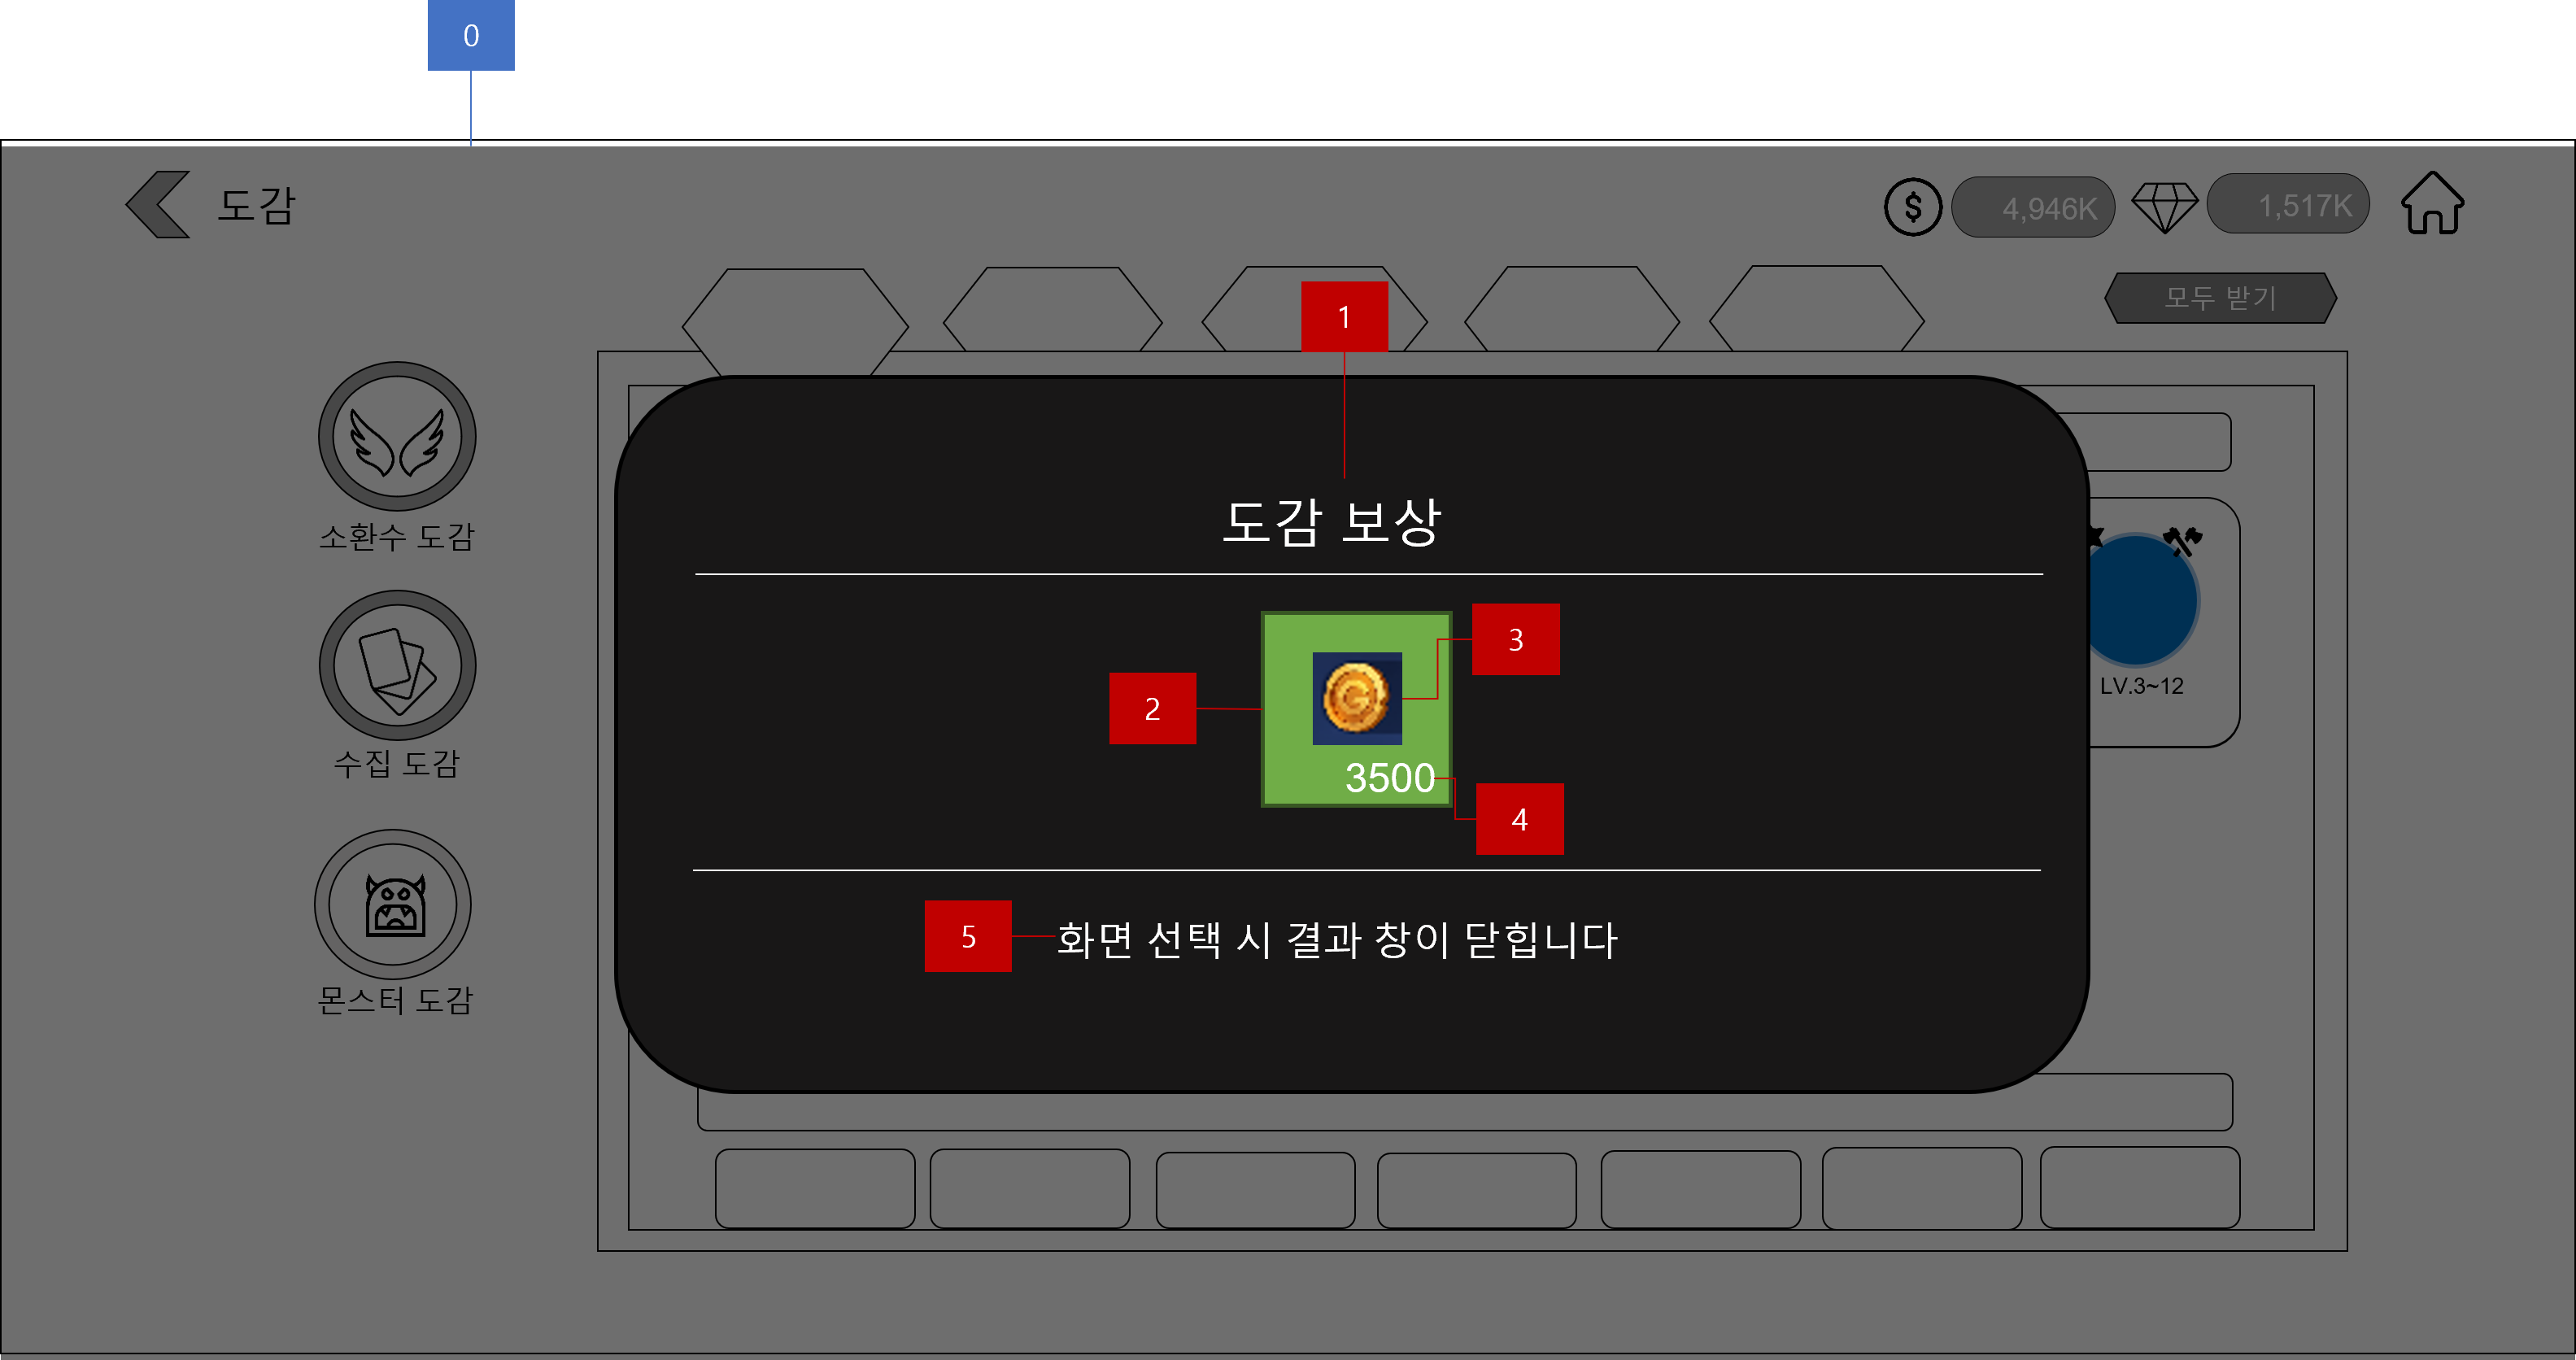 0
도감
4,946K
1,517K
모두 받기
1
소환수 도감
수집 도감
몬스터 도감
도감 보상
2
3
3500
4
LV.3~12
5
화면 선택 시 결과 창이 닫힙니다